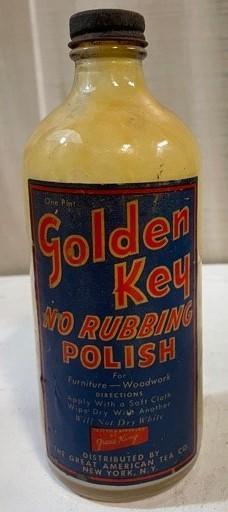 One Pint
Golden
Key
NO RUBBING
POLISH
For
Furniture — Woodwork
DIRECTIONS
Apply With a Soft Cloth
Wipe Dry With Another
Will Not Dry White
DISTRIBUTED BY
THE GREAT AMERICAN TEA CO.
NEW YORK, N.Y.